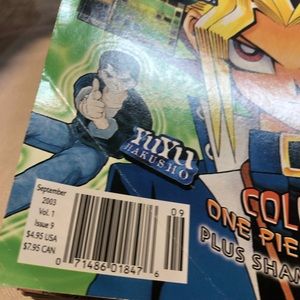 YuYu
HAKUSHO
September
2003
Vol. 1
Issue 9
$4.95 USA
$7.95 CAN
09
0 71486 01847 6
COL
ONE PIE
PLUS SHAM